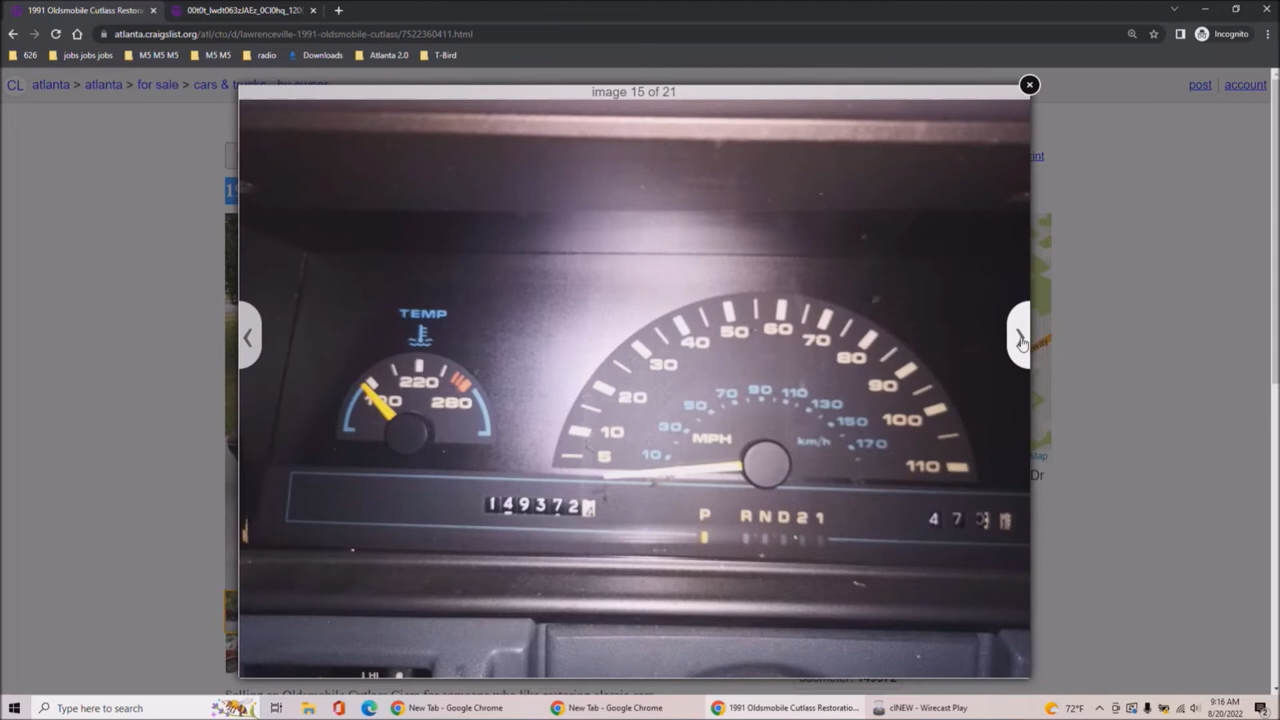 1991 Oldsmobile Cutlass Restora
00t0t_lwdt063zJAEz_0CI0hq_120
atlanta.craigslist.org/atl/cto/d/lawrenceville-1991-oldsmobile-cutlass/7522360411.html
Incognito
626
jobs jobs jobs
M5 M5 M5
M5 M5
radio
Downloads
Atlanta 2.0
T-Bird
CL atlanta > atlanta > for sale > cars & trucks - by owner
post
account
image 15 of 21
TEMP
220
280
5 10 20 30 40 50 60 70 80 90 100 110
10 30 50 70 90 110 130 150 170
MPH
km/h
149372
P R N D 2 1
4 7
Type here to search
New Tab - Google Chrome
New Tab - Google Chrome
1991 Oldsmobile Cutlass Restoratio...
cINEW - Wirecast Play
72°F
9:16 AM
8/20/2022